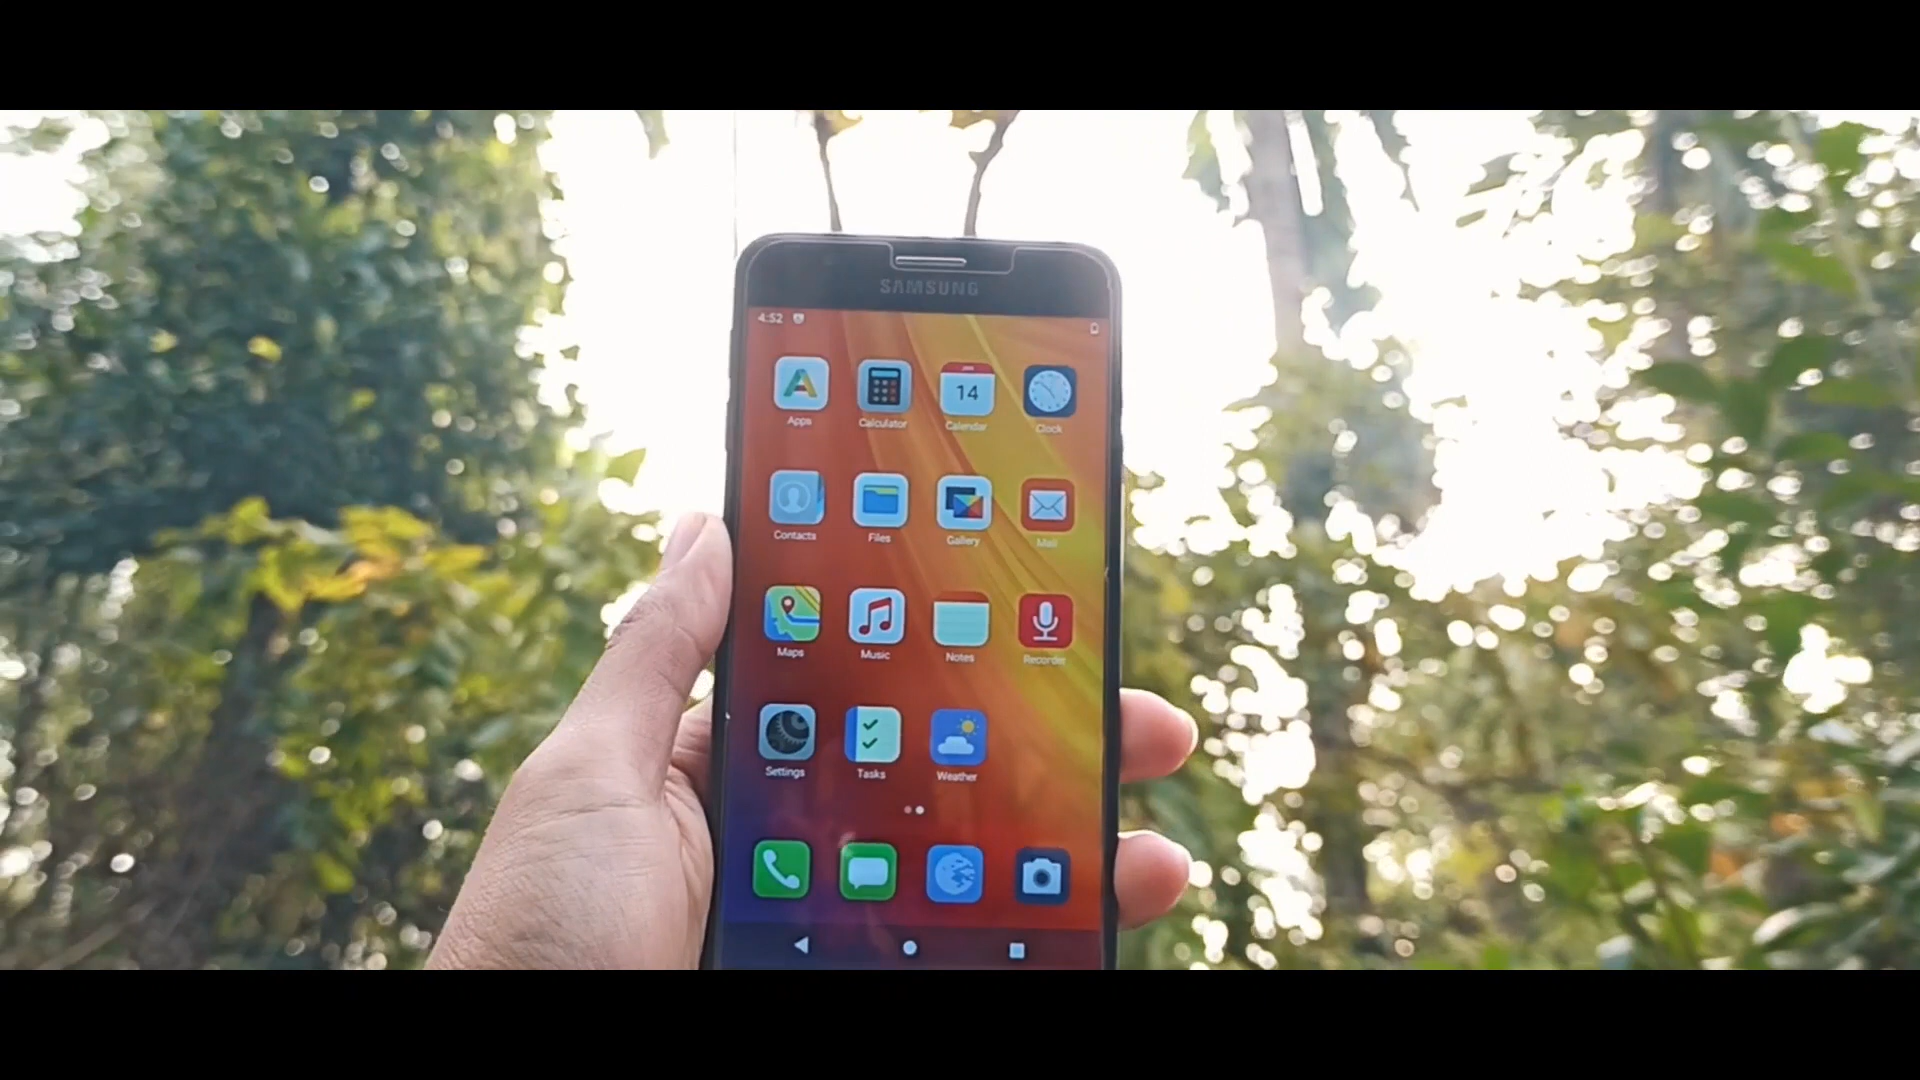 SAMSUNG
4:52
JAN
14
Apps Calculator Calendar Clock
Contacts Files Gallery Mail
Maps Music Notes Recorder
Settings Tasks Weather